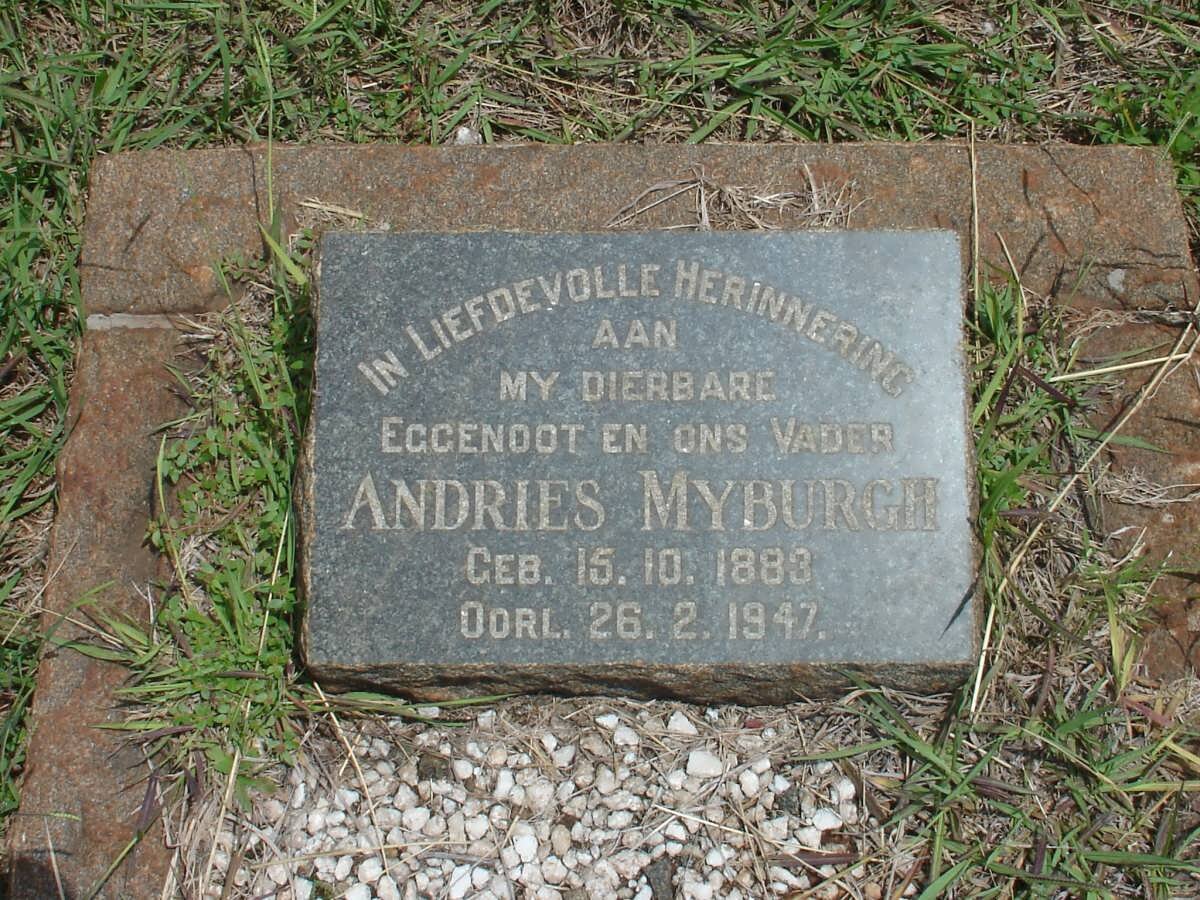 In Liefdevolle Herinnering
aan
my dierbare
Eggenoot en ons Vader
Andries Myburgh
Geb. 15. 10. 1883
Oorl. 26. 2. 1947.